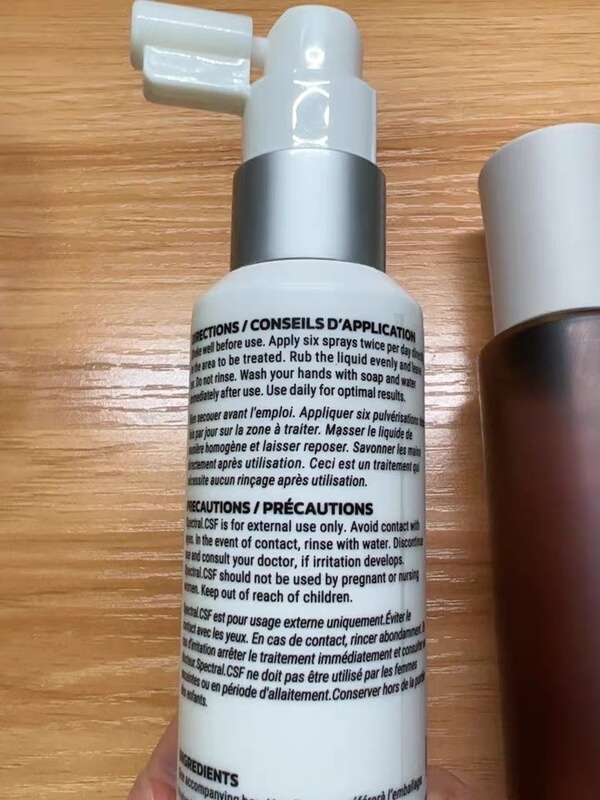 DIRECTIONS / CONSEILS D'APPLICATION
well before use. Apply six sprays twice per day
the area to be treated. Rub the liquid evenly and leave
Do not rinse. Wash your hands with soap and water
immediately after use. Use daily for optimal results.
secouer avant l'emploi. Appliquer six pulvérisations
par jour sur la zone à traiter. Masser le liquide de
homogène et laisser reposer. Savonner les mains
directement après utilisation. Ceci est un traitement qui
nécessite aucun rinçage après utilisation.
PRECAUTIONS / PRÉCAUTIONS
Spectral.CSF is for external use only. Avoid contact with
eyes. In the event of contact, rinse with water. Discontinue
and consult your doctor, if irritation develops.
Spectral.CSF should not be used by pregnant or nursing
women. Keep out of reach of children.
Spectral.CSF est pour usage externe uniquement.Éviter le
contact avec les yeux. En cas de contact, rincer abondamment.
d'irritation arrêter le traitement immédiatement et consulter
Spectral.CSF ne doit pas être utilisé par les femmes
enceintes ou en période d'allaitement.Conserver hors de la portée
des enfants.
INGREDIENTS
accompanying l'emballage